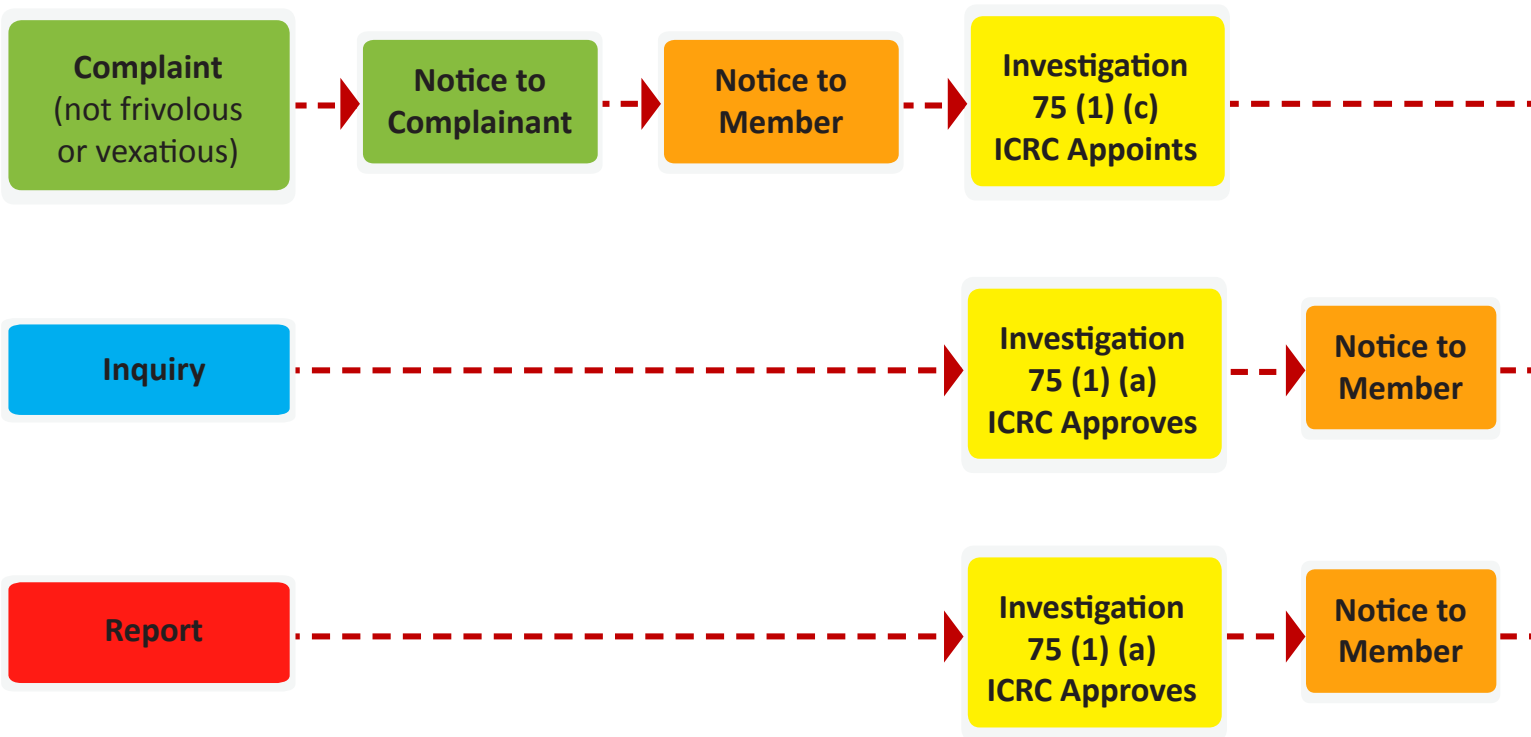 Complaint
(not frivolous
or vexatious)
Notice to
Complainant
Notice to
Member
Investigation
75 (1) (c)
ICRC Appoints
Inquiry
Investigation
75 (1) (a)
ICRC Approves
Notice to
Member
Report
Investigation
75 (1) (a)
ICRC Approves
Notice to
Member